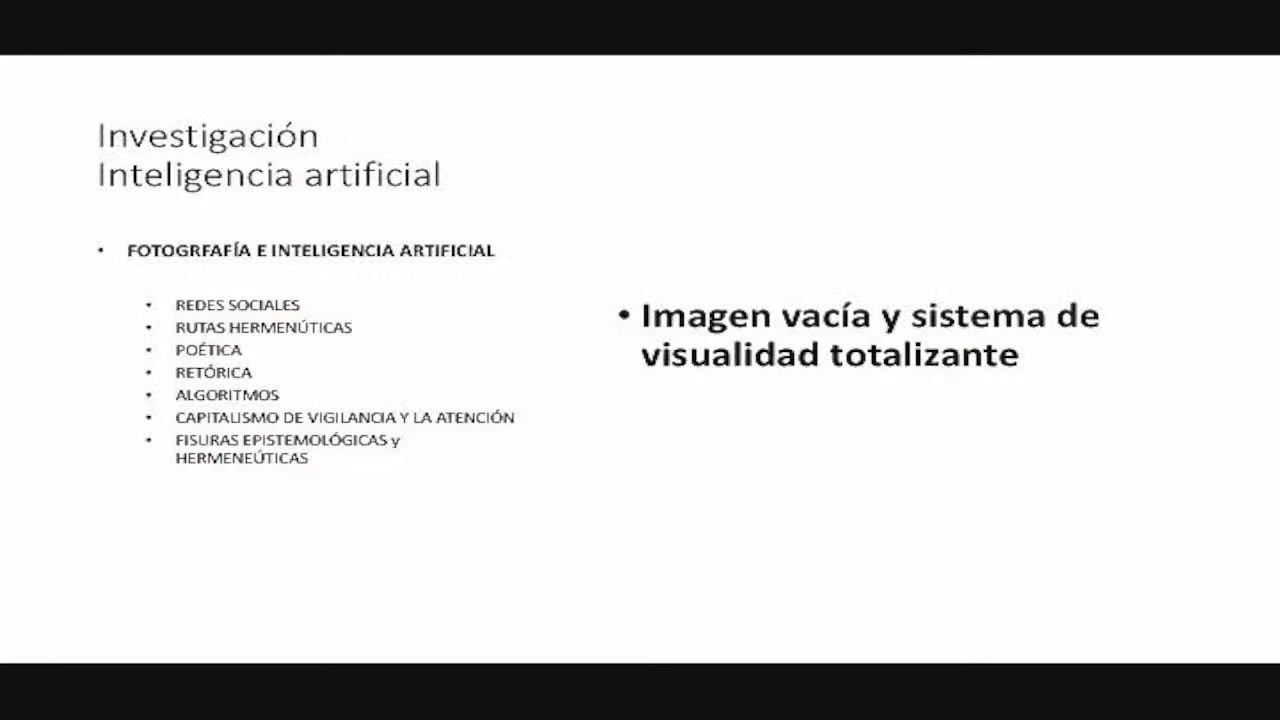 Investigación
Inteligencia artificial
• FOTOGRFAFÍA E INTELIGENCIA ARTIFICIAL
• REDES SOCIALES
• RUTAS HERMENÚTICAS
• POÉTICA
• RETÓRICA
• ALGORITMOS
• CAPITALISMO DE VIGILANCIA Y LA ATENCIÓN
• FISURAS EPISTEMOLÓGICAS y
HERMENEÚTICAS
• Imagen vacía y sistema de
visualidad totalizante